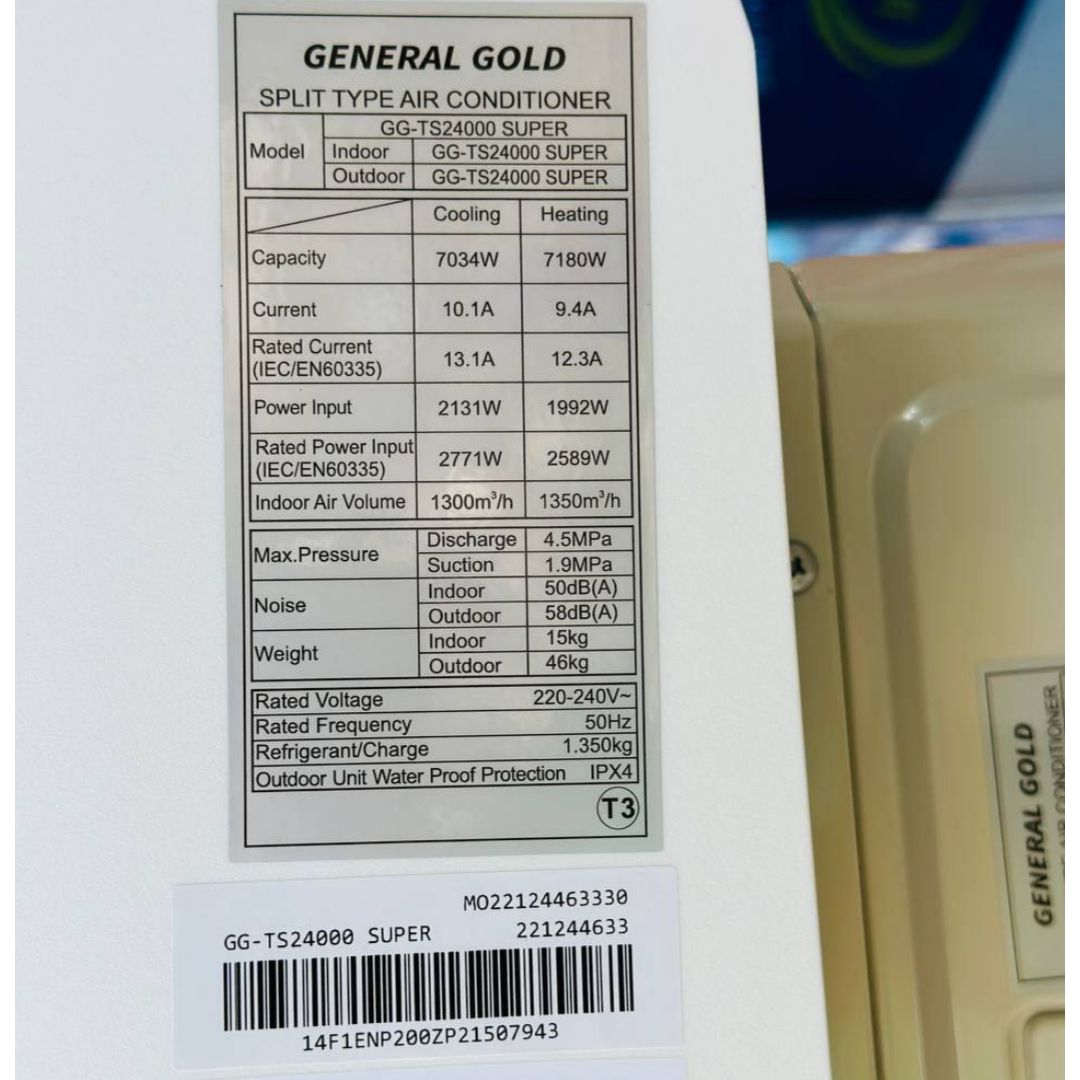 GENERAL GOLD
SPLIT TYPE AIR CONDITIONER
Model GG-TS24000 SUPER
Indoor GG-TS24000 SUPER
Outdoor GG-TS24000 SUPER
Cooling Heating
Capacity 7034W 7180W
Current 10.1A 9.4A
Rated Current
(IEC/EN60335) 13.1A 12.3A
Power Input 2131W 1992W
Rated Power Input
(IEC/EN60335) 2771W 2589W
Indoor Air Volume 1300m³/h 1350m³/h
Max.Pressure Discharge 4.5MPa
Suction 1.9MPa
Noise Indoor 50dB(A)
Outdoor 58dB(A)
Weight Indoor 15kg
Outdoor 46kg
Rated Voltage 220-240V~
Rated Frequency 50Hz
Refrigerant/Charge 1.350kg
Outdoor Unit Water Proof Protection IPX4
T3
MO22124463330
GG-TS24000 SUPER 221244633
14F1ENP200ZP21507943
GENERAL GOLD
AIR CONDITIONER